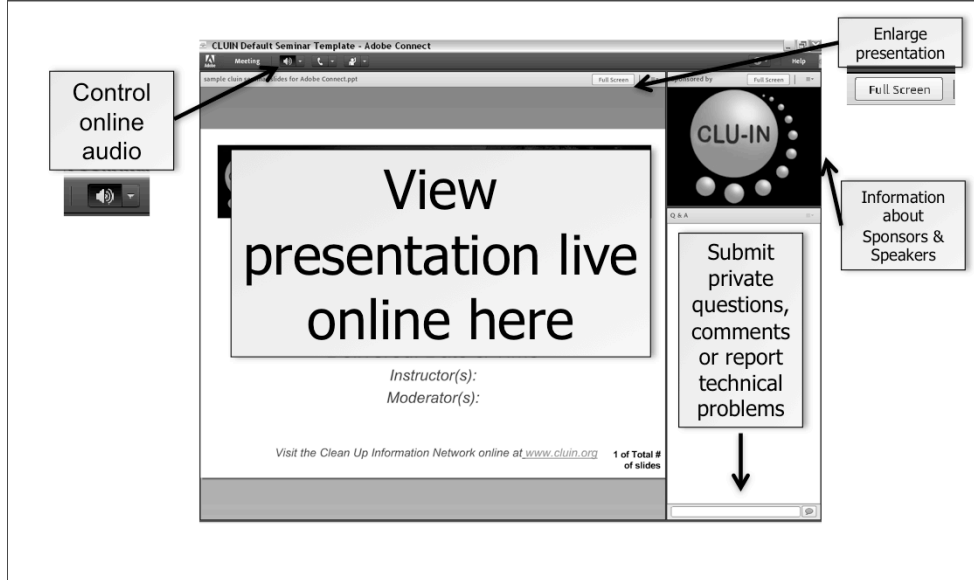 CLUIN Default Seminar Template - Adobe Connect
Adobe
Meeting
Help
Full Screen
Sponsored by
Full Screen
Control
online
audio
Enlarge
presentation
Full Screen
View
presentation live
online here
CLU-IN
Information
about
Sponsors &
Speakers
Q & A
Submit
private
questions,
comments
or report
technical
problems
Instructor(s):
Moderator(s):
Visit the Clean Up Information Network online at www.cluin.org
1 of Total #
of slides